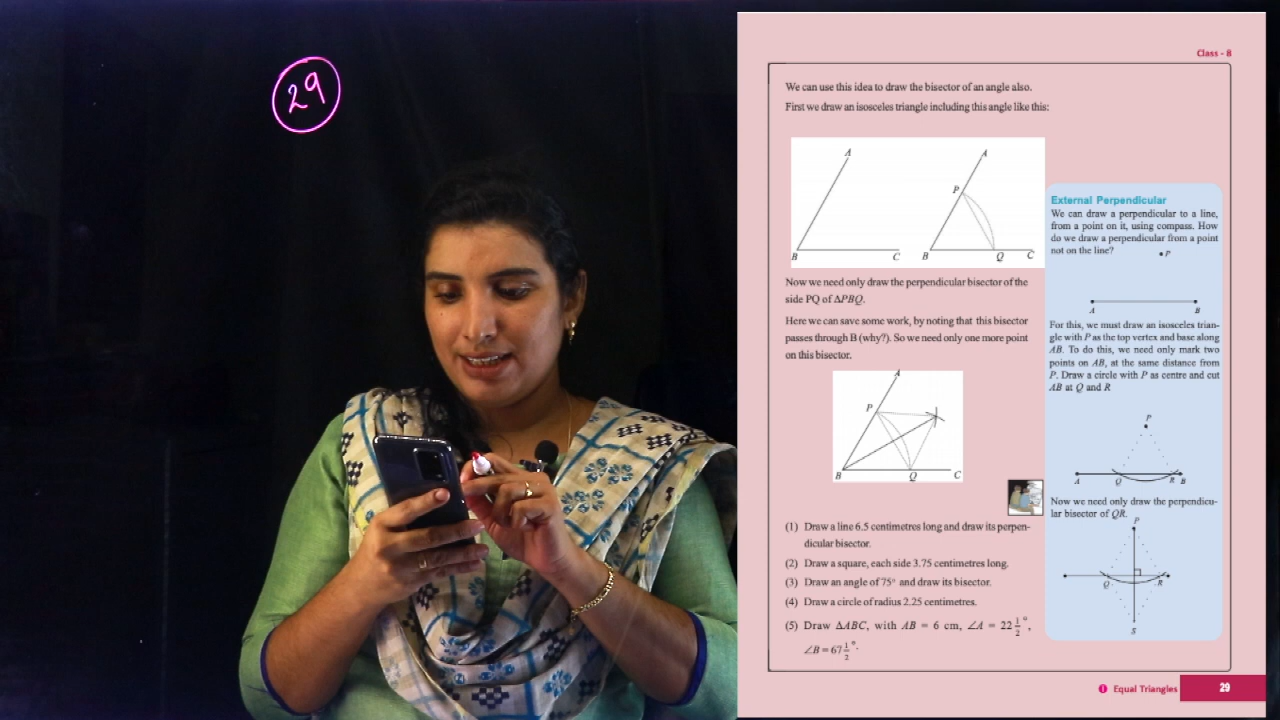 29
Class - 8
We can use this idea to draw the bisector of an angle also.
First we draw an isosceles triangle including this angle like this:
A
B
C
A
P
B
Q
C
Now we need only draw the perpendicular bisector of the
side PQ of ΔPBQ.
Here we can save some work, by noting that this bisector
passes through B (why?). So we need only one more point
on this bisector.
A
P
B
Q
C
(1) Draw a line 6.5 centimetres long and draw its perpen-
dicular bisector.
(2) Draw a square, each side 3.75 centimetres long.
(3) Draw an angle of 75° and draw its bisector.
(4) Draw a circle of radius 2.25 centimetres.
(5) Draw ΔABC, with AB = 6 cm, ∠A = 22 1/2°,
∠B = 67 1/2°.
External Perpendicular
We can draw a perpendicular to a line,
from a point on it, using compass. How
do we draw a perpendicular from a point
not on the line?
P
A
B
For this, we must draw an isosceles trian-
gle with P as the top vertex and base along
AB. To do this, we need only mark two
points on AB, at the same distance from
P. Draw a circle with P as centre and cut
AB at Q and R
P
A
Q
R
B
Now we need only draw the perpendicu-
lar bisector of QR.
P
Q
R
S
Equal Triangles
29